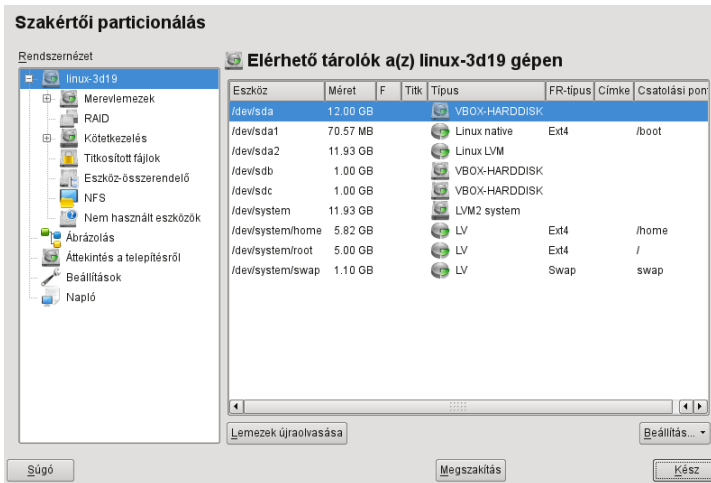 Szakértői particionálás
Rendszernézet
linux-3d19
Merevlemezek
RAID
Kötetkezelés
Titkosított fájlok
Eszköz-összerendelő
NFS
Nem használt eszközök
Ábrázolás
Áttekintés a telepítésről
Beállítások
Napló
Elérhető tárolók a(z) linux-3d19 gépen
Eszköz Méret F Titk Típus FR-típus Címke Csatolási pon
/dev/sda 12.00 GB VBOX-HARDDISK
/dev/sda1 70.57 MB Linux native Ext4 /boot
/dev/sda2 11.93 GB Linux LVM
/dev/sdb 1.00 GB VBOX-HARDDISK
/dev/sdc 1.00 GB VBOX-HARDDISK
/dev/system 11.93 GB LVM2 system
/dev/system/home 5.82 GB LV Ext4 /home
/dev/system/root 5.00 GB LV Ext4 /
/dev/system/swap 1.10 GB LV Swap swap
Lemezek újraolvasása Beállítás...
Súgó Megszakítás Kész